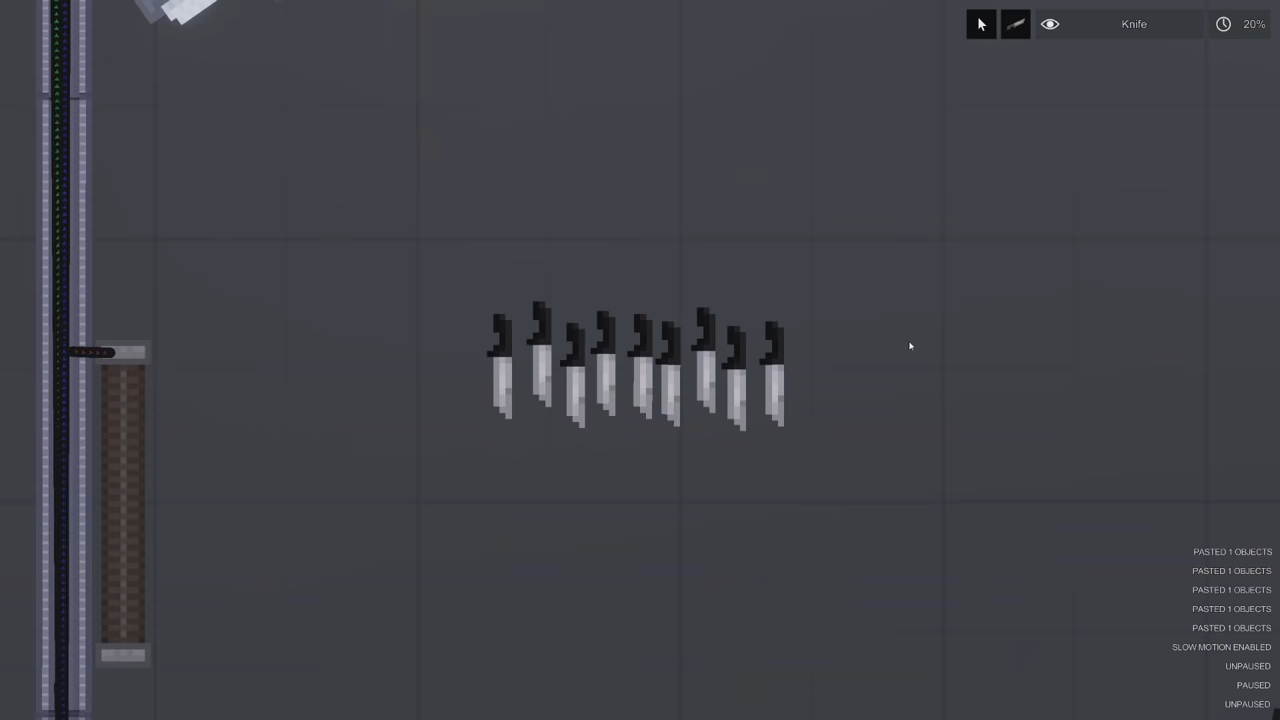 Knife
20%
PASTED 1 OBJECTS
PASTED 1 OBJECTS
PASTED 1 OBJECTS
PASTED 1 OBJECTS
PASTED 1 OBJECTS
SLOW MOTION ENABLED
UNPAUSED
PAUSED
UNPAUSED